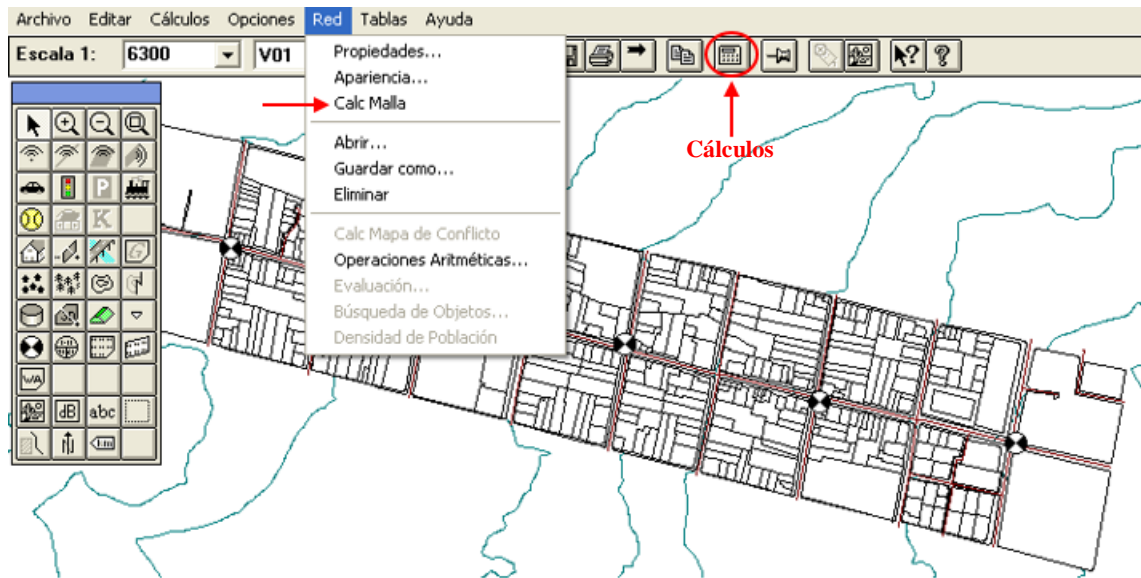 Archivo Editar Cálculos Opciones Red Tablas Ayuda
Escala 1: 6300 V01
Propiedades...
Apariencia...
Calc Malla
Abrir...
Guardar como...
Eliminar
Calc Mapa de Conflicto
Operaciones Aritméticas...
Evaluación...
Búsqueda de Objetos...
Densidad de Población
Cálculos
P
K
G
WA
dB abc